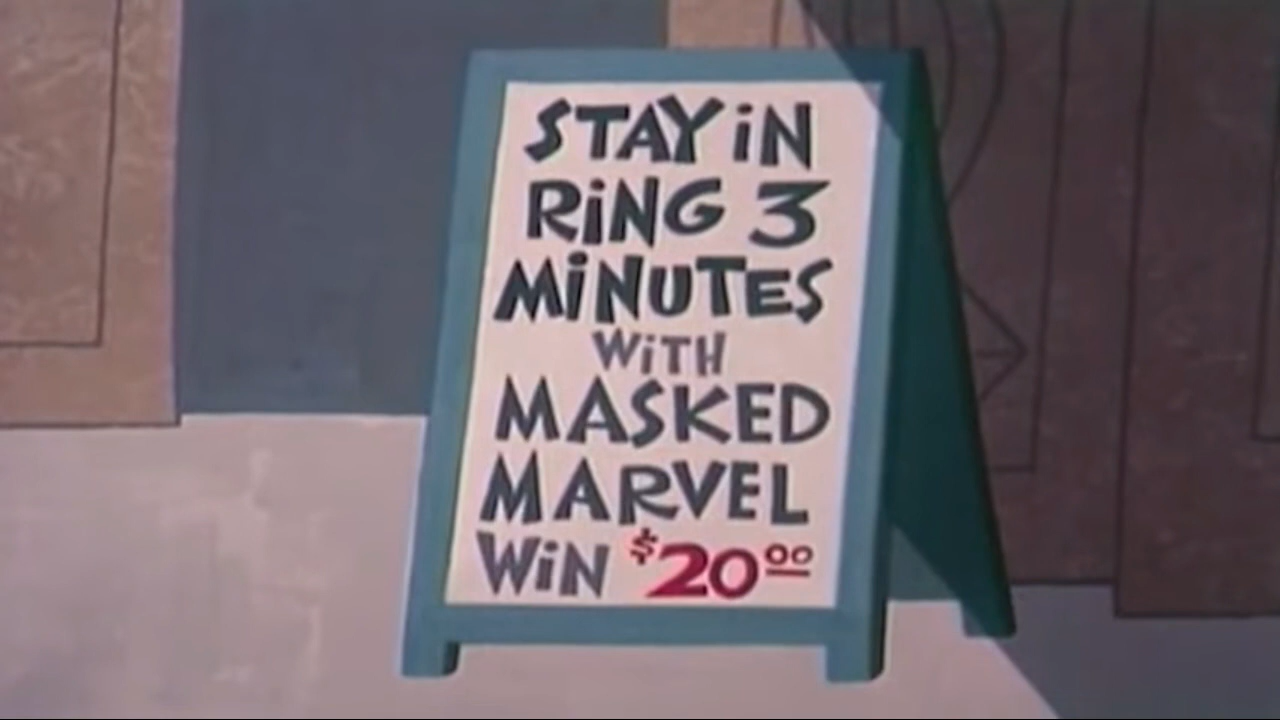 STAY iN
RiNG 3
MiNUTES
WiTH
MASKED
MARVEL
WiN $20.00